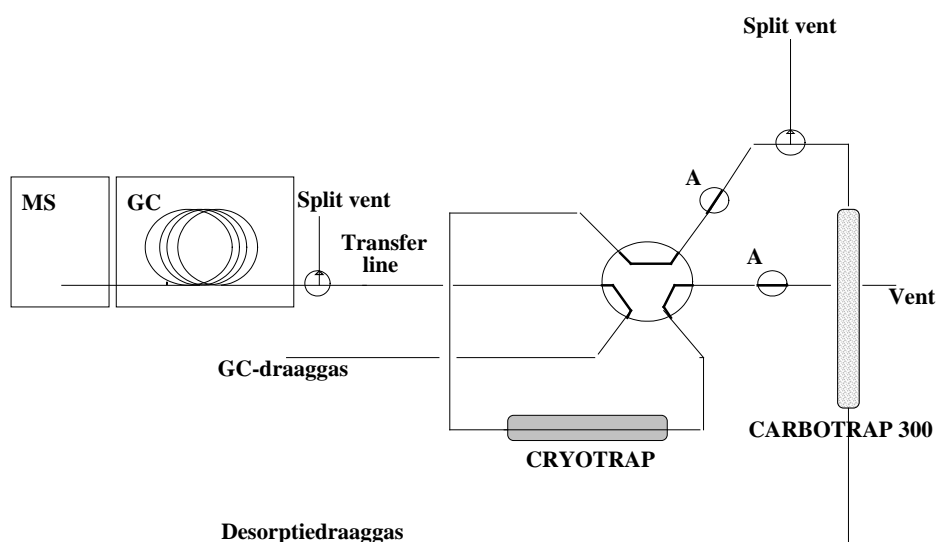 Split vent
A
MS
GC
Split vent
Transfer
line
A
Vent
GC-draaggas
CARBOTRAP 300
CRYOTRAP
Desorptiedraaggas